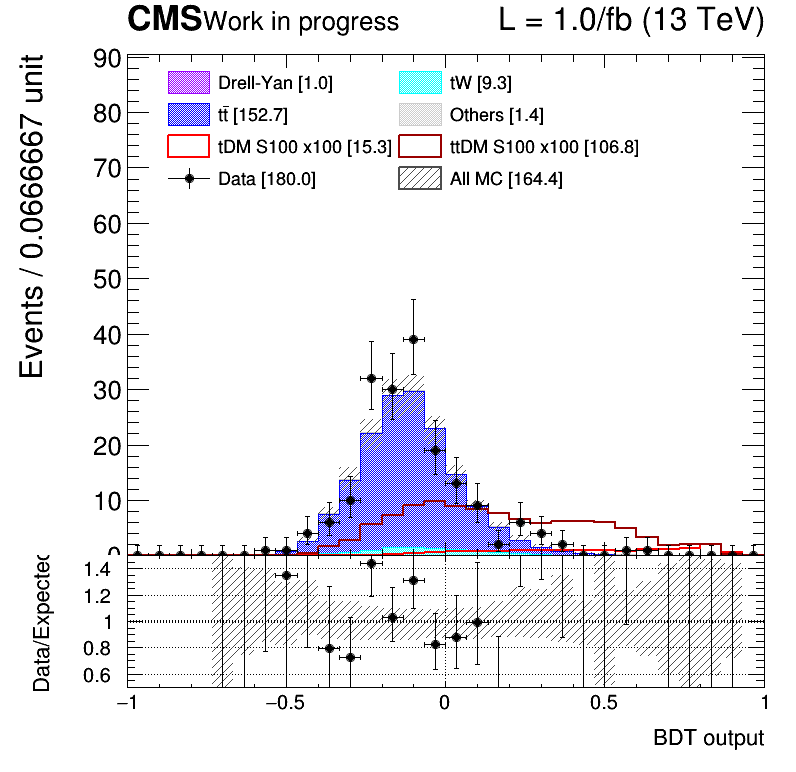 CMS Work in progress L = 1.0/fb (13 TeV)
Events / 0.0666667 unit
90
80
70
60
50
40
30
20
10
0
Drell-Yan [1.0] tW [9.3]
tt̄ [152.7] Others [1.4]
tDM S100 x100 [15.3] ttDM S100 x100 [106.8]
Data [180.0] All MC [164.4]
Data/Expected
1.4
1.2
1
0.8
0.6
−1 −0.5 0 0.5 1
BDT output